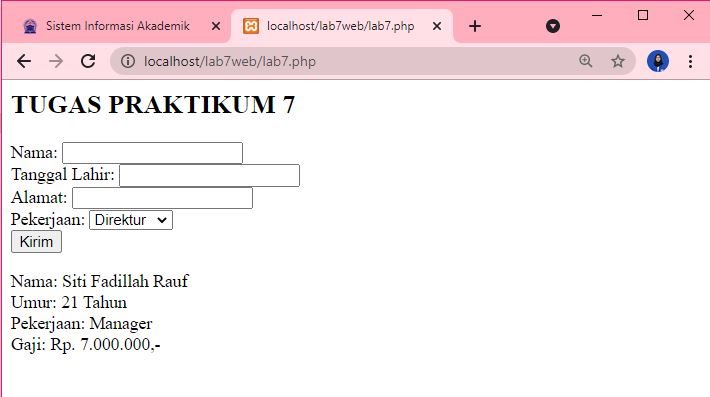 Sistem Informasi Akademik
localhost/lab7web/lab7.php
localhost/lab7web/lab7.php
TUGAS PRAKTIKUM 7
Nama:
Tanggal Lahir:
Alamat:
Pekerjaan: Direktur
Kirim
Nama: Siti Fadillah Rauf
Umur: 21 Tahun
Pekerjaan: Manager
Gaji: Rp. 7.000.000,-